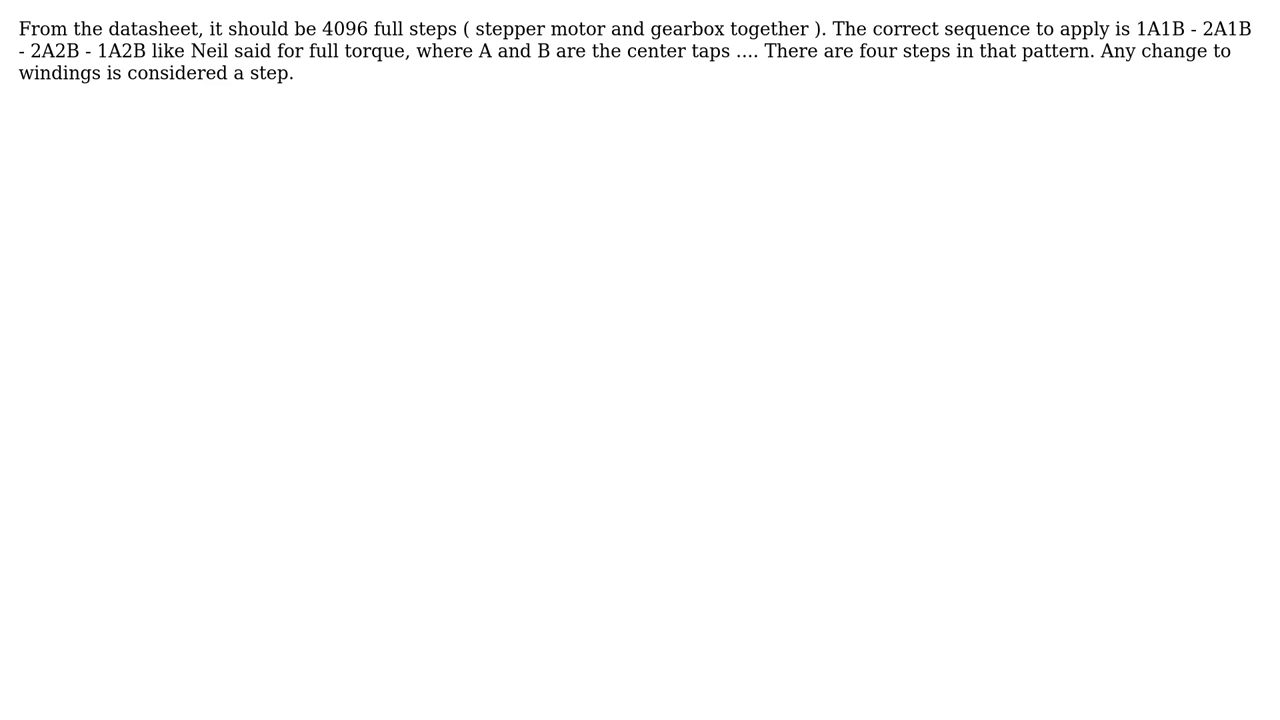 From the datasheet, it should be 4096 full steps ( stepper motor and gearbox together ). The correct sequence to apply is 1A1B - 2A1B
- 2A2B - 1A2B like Neil said for full torque, where A and B are the center taps .... There are four steps in that pattern. Any change to
windings is considered a step.